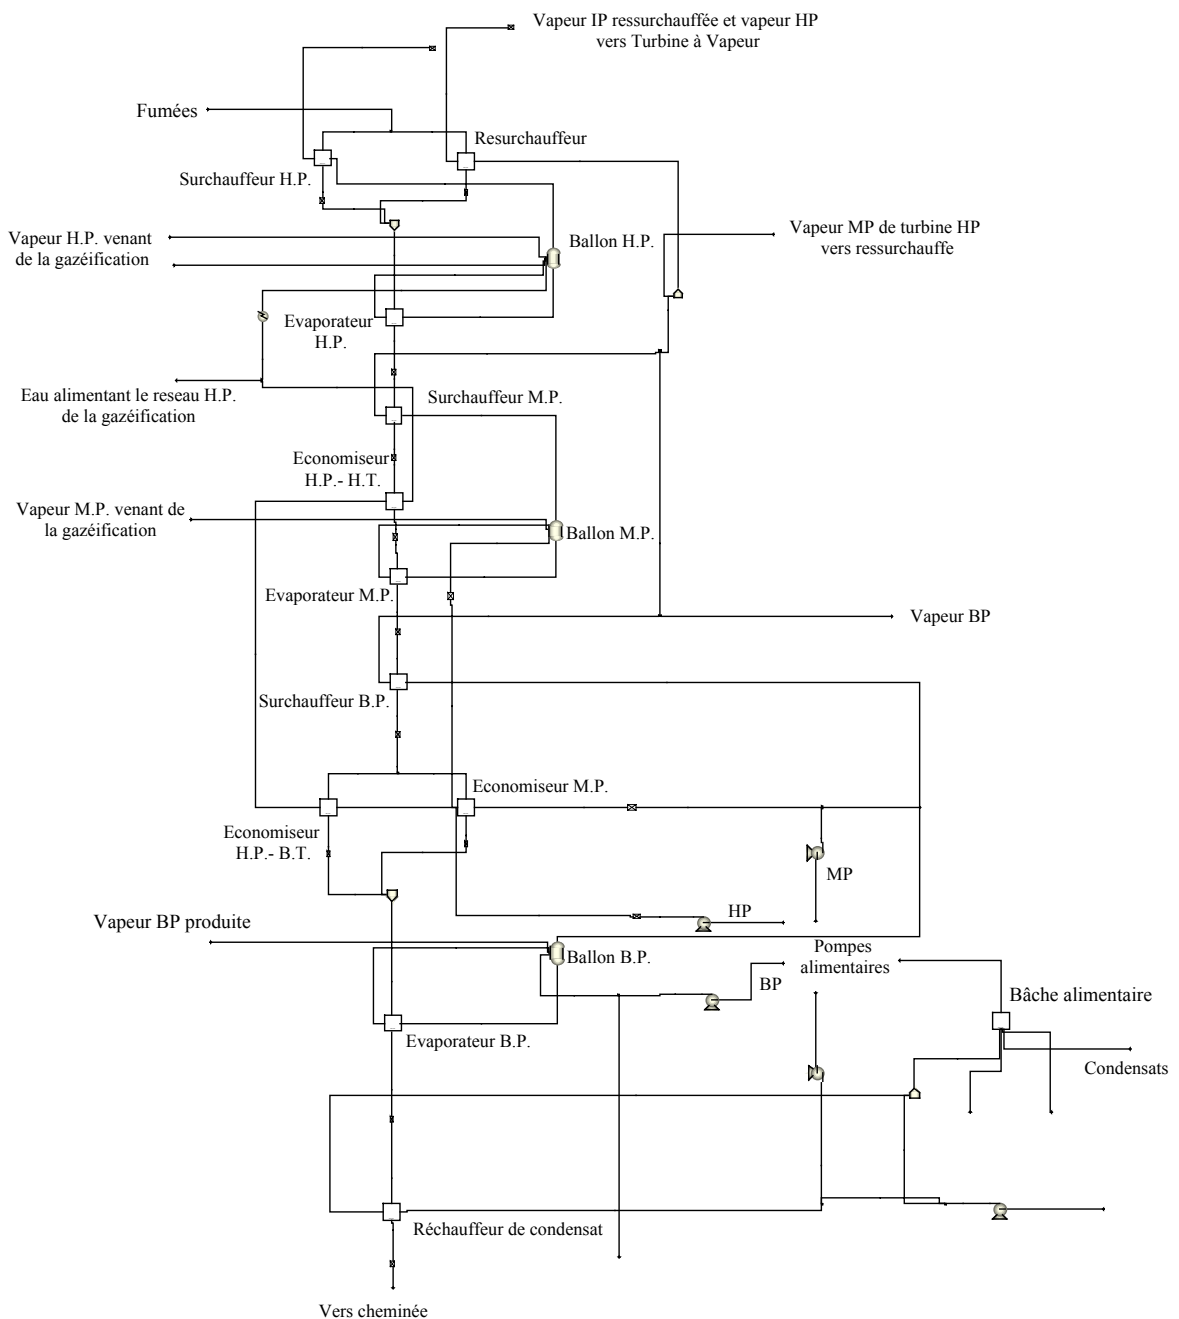 Vapeur IP ressurchauffée et vapeur HP
vers Turbine à Vapeur
Fumées
Resurchauffeur
Surchauffeur H.P.
Vapeur H.P. venant
de la gazéification
Ballon H.P.
Vapeur MP de turbine HP
vers ressurchauffe
Evaporateur
H.P.
Eau alimentant le reseau H.P.
de la gazéification
Surchauffeur M.P.
Economiseur
H.P.- H.T.
Vapeur M.P. venant de
la gazéification
Ballon M.P.
Evaporateur M.P.
Vapeur BP
Surchauffeur B.P.
Economiseur M.P.
Economiseur
H.P.- B.T.
MP
HP
Vapeur BP produite
Ballon B.P.
Pompes
alimentaires
BP
Bâche alimentaire
Evaporateur B.P.
Condensats
Réchauffeur de condensat
Vers cheminée